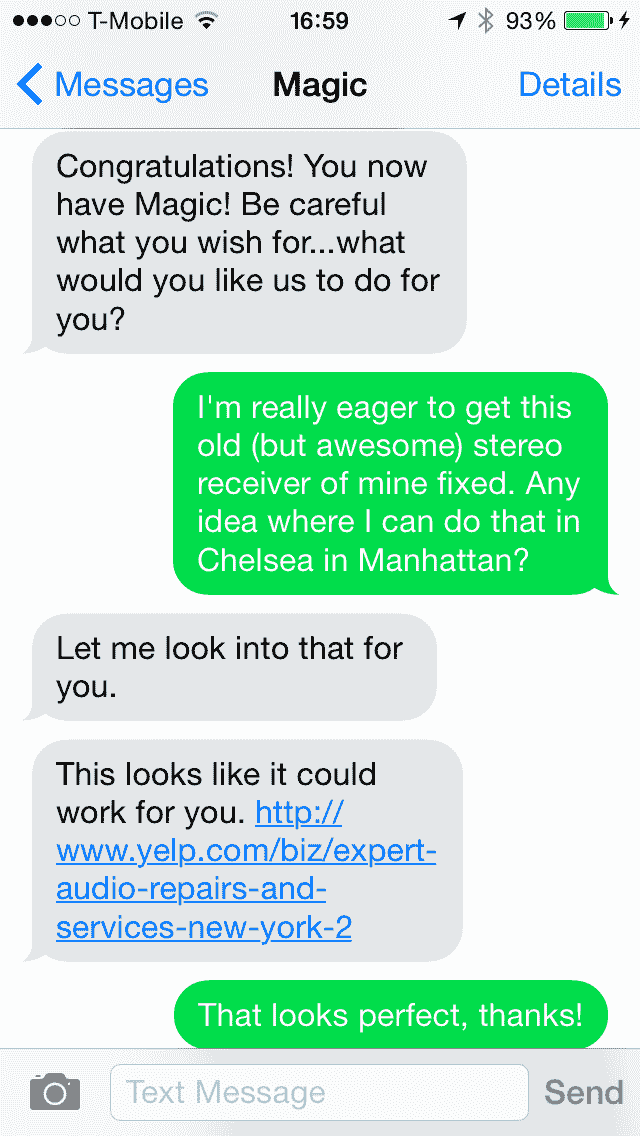 T-Mobile 16:59 93%
Messages Magic Details
Congratulations! You now
have Magic! Be careful
what you wish for...what
would you like us to do for
you?
I'm really eager to get this
old (but awesome) stereo
receiver of mine fixed. Any
idea where I can do that in
Chelsea in Manhattan?
Let me look into that for
you.
This looks like it could
work for you. http://
www.yelp.com/biz/expert-
audio-repairs-and-
services-new-york-2
That looks perfect, thanks!
Text Message Send